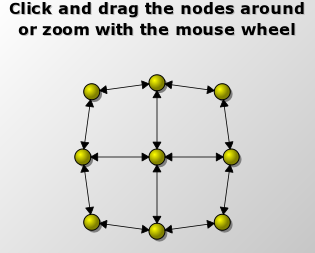 Click and drag the nodes around
or zoom with the mouse wheel